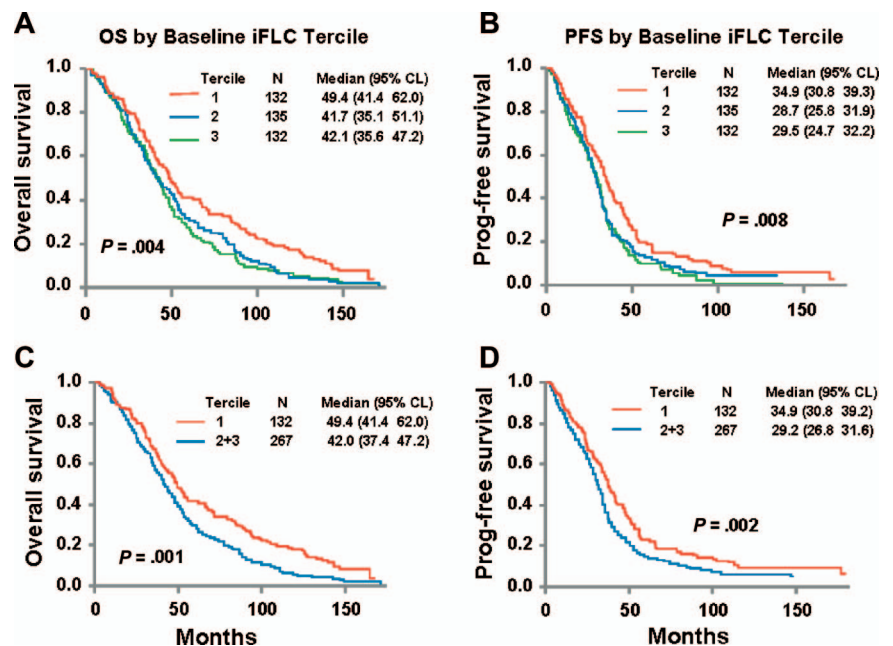 A
OS by Baseline iFLC Tercile
Overall survival
1.0
0.8
0.6
0.4
0.2
0.0
Tercile N Median (95% CL)
1 132 49.4 (41.4 62.0)
2 135 41.7 (35.1 51.1)
3 132 42.1 (35.6 47.2)
P = .004
0 50 100 150
B
PFS by Baseline iFLC Tercile
Prog-free survival
1.0
0.8
0.6
0.4
0.2
0.0
Tercile N Median (95% CL)
1 132 34.9 (30.8 39.3)
2 135 28.7 (25.8 31.9)
3 132 29.5 (24.7 32.2)
P = .008
0 50 100 150
C
Overall survival
1.0
0.8
0.6
0.4
0.2
0.0
Tercile N Median (95% CL)
1 132 49.4 (41.4 62.0)
2+3 267 42.0 (37.4 47.2)
P = .001
0 50 100 150
Months
D
Prog-free survival
1.0
0.8
0.6
0.4
0.2
0.0
Tercile N Median (95% CL)
1 132 34.9 (30.8 39.2)
2+3 267 29.2 (26.8 31.6)
P = .002
0 50 100 150
Months